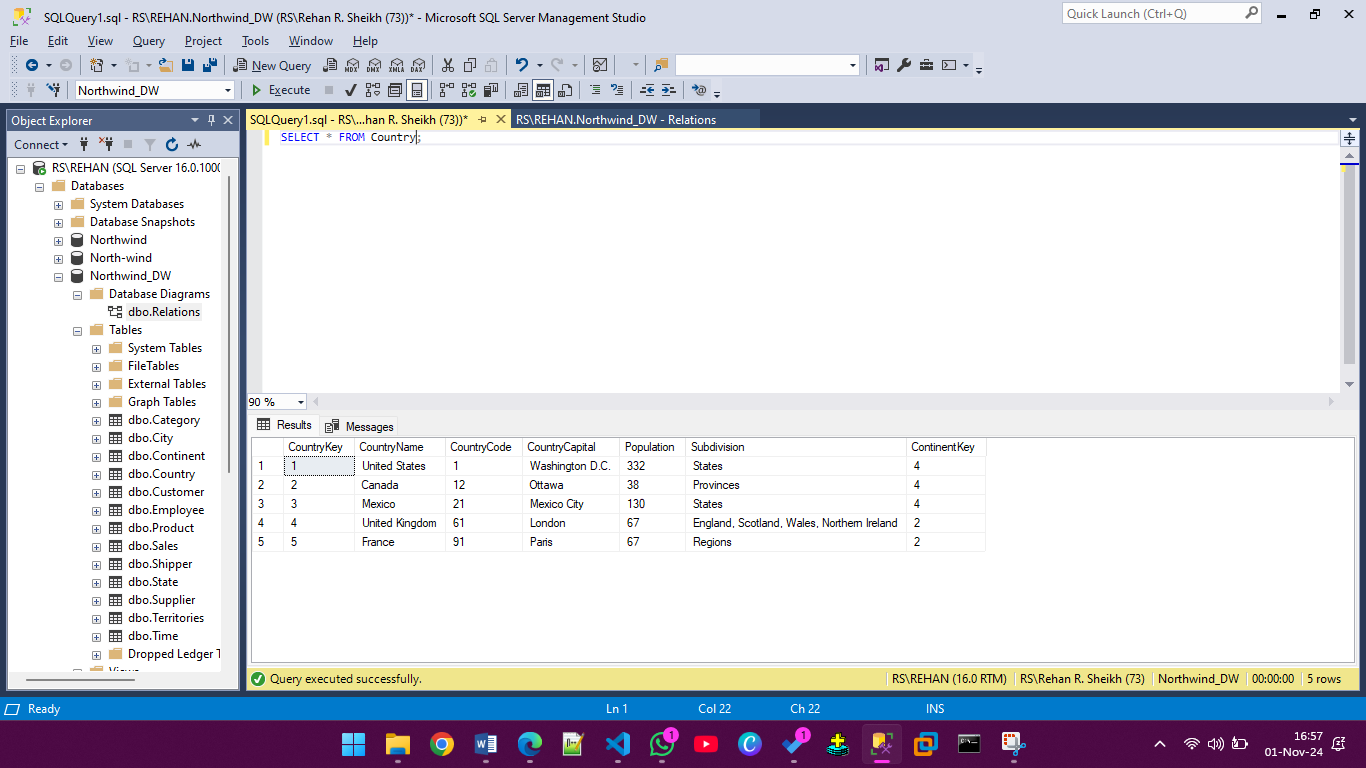 SQLQuery1.sql - RS\REHAN.Northwind_DW (RS\Rehan R. Sheikh (73))* - Microsoft SQL Server Management Studio
Quick Launch (Ctrl+Q)
File Edit View Query Project Tools Window Help
New Query MDX DMX XMLA DAX
Northwind_DW Execute
Object Explorer
SQLQuery1.sql - RS\...han R. Sheikh (73))* RS\REHAN.Northwind_DW - Relations
Connect
SELECT * FROM Country;
RS\REHAN (SQL Server 16.0.1000
Databases
System Databases
Database Snapshots
Northwind
North-wind
Northwind_DW
Database Diagrams
dbo.Relations
Tables
System Tables
FileTables
External Tables
Graph Tables
dbo.Category
dbo.City
dbo.Continent
dbo.Country
dbo.Customer
dbo.Employee
dbo.Product
dbo.Sales
dbo.Shipper
dbo.State
dbo.Supplier
dbo.Territories
dbo.Time
Dropped Ledger T
Views
90 %
Results Messages
CountryKey CountryName CountryCode CountryCapital Population Subdivision ContinentKey
1 1 United States 1 Washington D.C. 332 States 4
2 2 Canada 12 Ottawa 38 Provinces 4
3 3 Mexico 21 Mexico City 130 States 4
4 4 United Kingdom 61 London 67 England, Scotland, Wales, Northern Ireland 2
5 5 France 91 Paris 67 Regions 2
Query executed successfully. RS\REHAN (16.0 RTM) RS\Rehan R. Sheikh (73) Northwind_DW 00:00:00 5 rows
Ready Ln 1 Col 22 Ch 22 INS
1 1
16:57
01-Nov-24